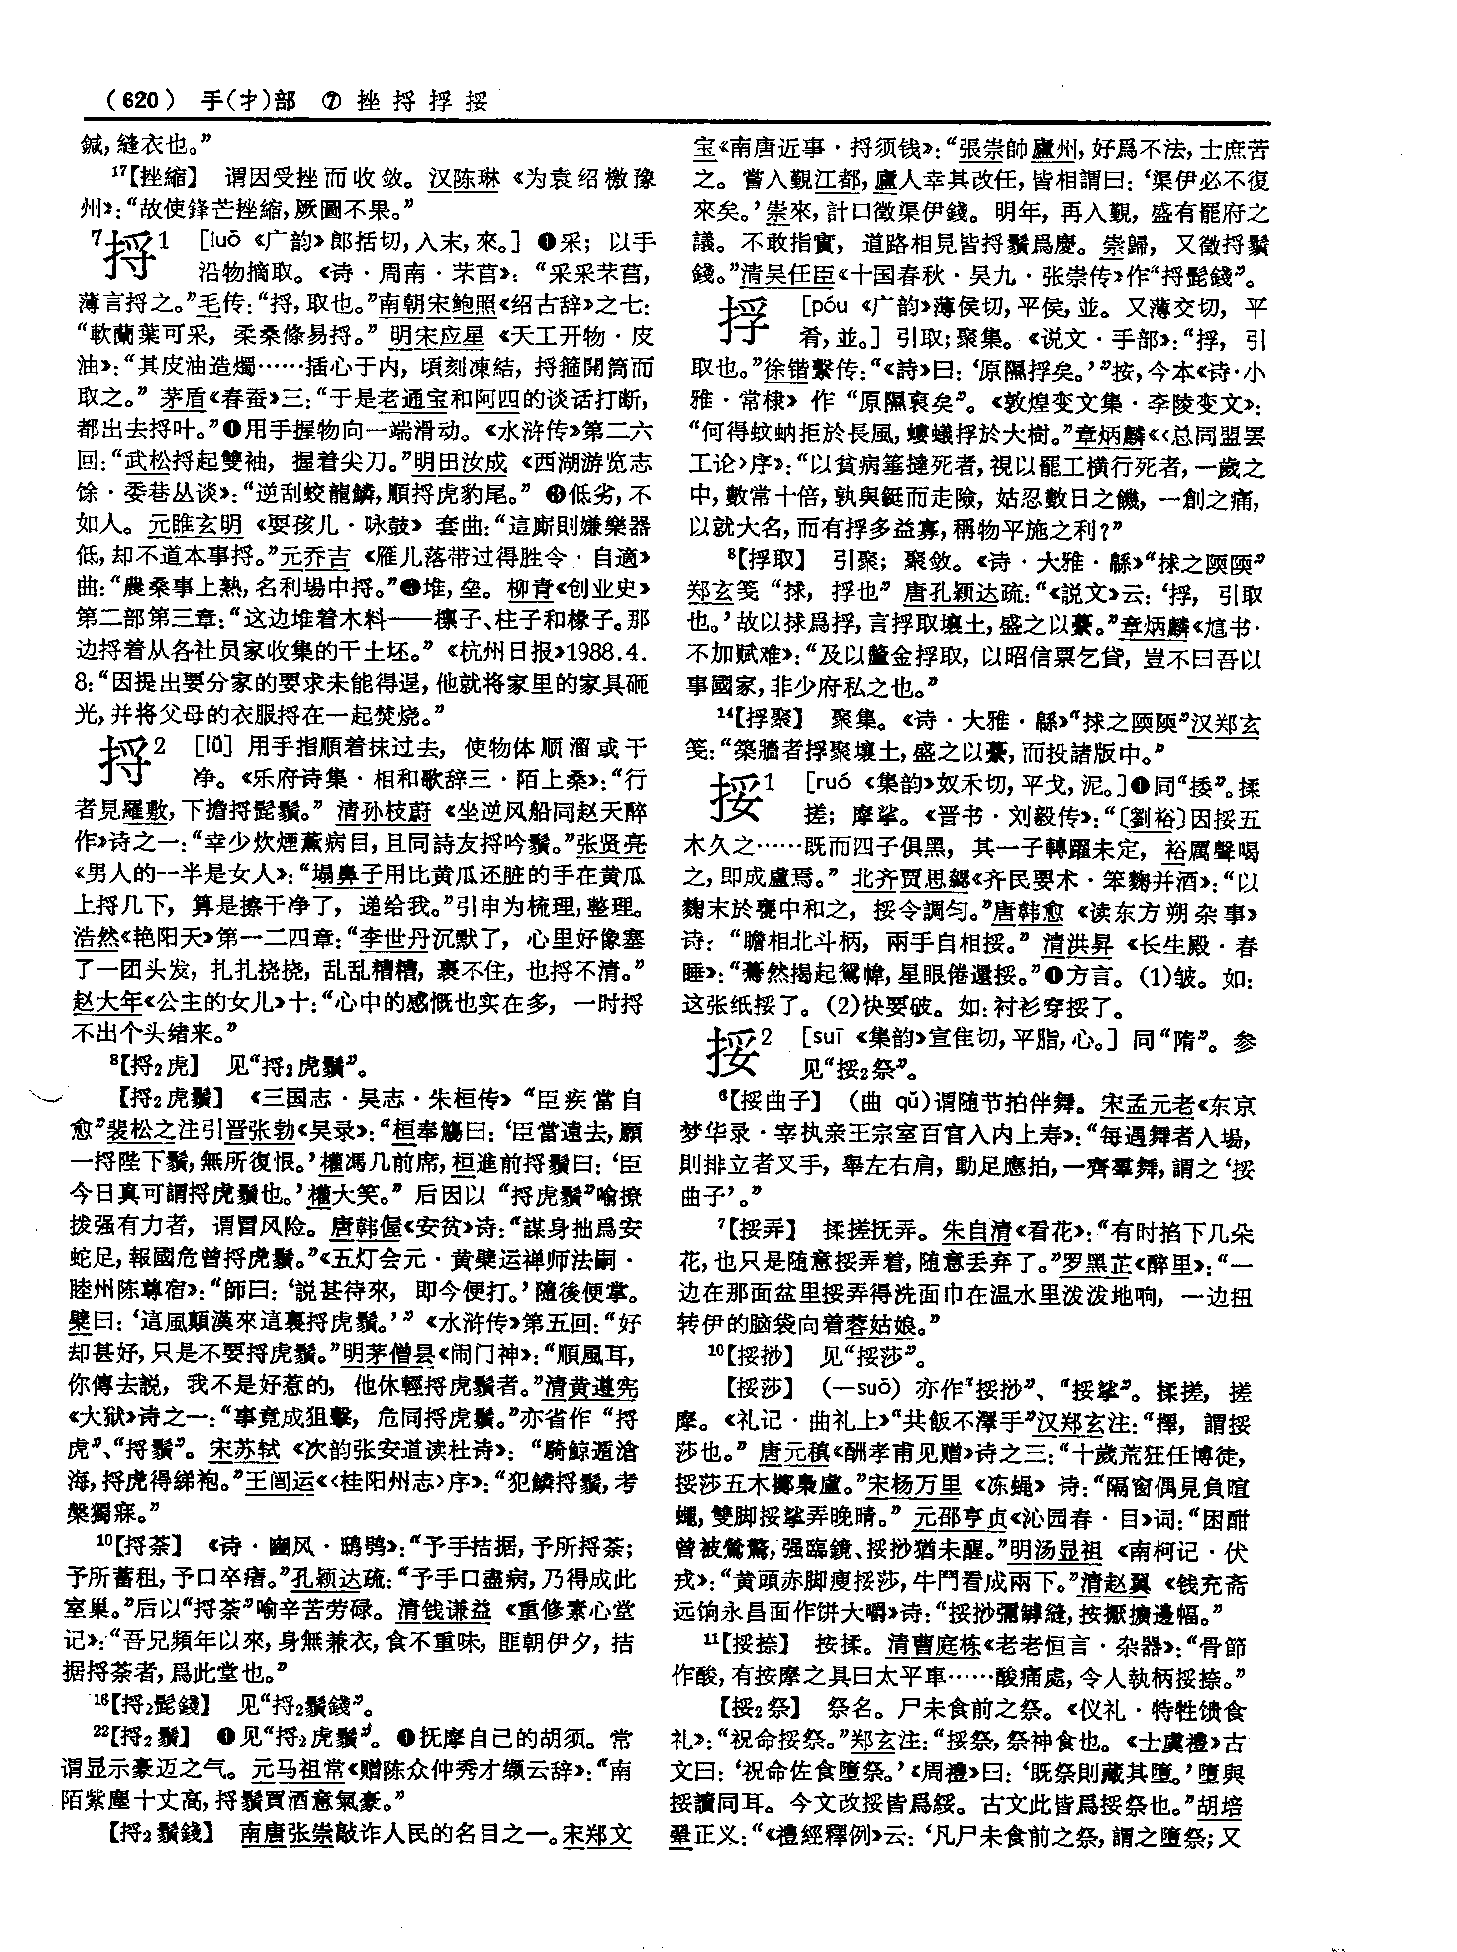 （620） 手(扌)部 ⑦ 挫 捋 捊 挼
鍼，縫衣也。”
17【挫縮】 谓因受挫而收敛。汉陈琳《为袁绍檄豫
州》：“故使鋒芒挫縮，厥圖不果。”
7捋1 ［luō《广韵》郎括切，入末，來。］❶采；以手
沿物摘取。《诗·周南·芣苢》：“采采芣苢，
薄言捋之。”毛传：“捋，取也。”南朝宋鲍照《绍古辞》之七：
“軟蘭葉可采，柔桑條易捋。”明宋应星《天工开物·皮
油》：“其皮油造燭……插心于内，頃刻凍結，捋箍開筒而
取之。”茅盾《春蚕》三：“于是老通宝和阿四的谈话打断，
都出去捋叶。”❷用手握物向一端滑动。《水浒传》第二六
回：“武松捋起雙袖，握着尖刀。”明田汝成《西湖游览志
馀·委巷丛谈》：“逆刮蛟龍鱗，順捋虎豹尾。”❸低劣，不
如人。元睢玄明《耍孩儿·咏鼓》套曲：“這廝則嫌樂器
低，却不道本事捋。”元乔吉《雁儿落带过得胜令·自適》
曲：“農桑事上熟，名利場中捋。”❹堆，垒。柳青《创业史》
第二部第三章：“这边堆着木料——檩子、柱子和椽子。那
边捋着从各社员家收集的干土坯。”《杭州日报》1988.4.
8：“因提出要分家的要求未能得逞，他就将家里的家具砸
光，并将父母的衣服捋在一起焚烧。”
捋2 ［lǚ］用手指順着抹过去，使物体顺溜或干
净。《乐府诗集·相和歌辞三·陌上桑》：“行
者見羅敷，下擔捋髭鬚。”清孙枝蔚《坐逆风船同赵天醉
作》诗之一：“幸少炊煙薰病目，且同詩友捋吟鬚。”张贤亮
《男人的一半是女人》：“塌鼻子用比黄瓜还脏的手在黄瓜
上捋几下，算是擦干净了，递给我。”引申为梳理，整理。
浩然《艳阳天》第一二四章：“李世丹沉默了，心里好像塞
了一团头发，扎扎挠挠，乱乱糟糟，裹不住，也捋不清。”
赵大年《公主的女儿》十：“心中的感慨也实在多，一时捋
不出个头绪来。”
8【捋2虎】 见“捋2虎鬚”。
【捋2虎鬚】《三国志·吴志·朱桓传》“臣疾當自
愈”裴松之注引晋张勃《吴录》：“桓奉觴曰：‘臣當遠去，願
一捋陛下鬚，無所復恨。’權馮几前席，桓進前捋鬚曰：‘臣
今日真可謂捋虎鬚也。’權大笑。”后因以“捋虎鬚”喻撩
拨强有力者，谓冒风险。唐韩偓《安贫》诗：“謀身拙爲安
蛇足，報國危曾捋虎鬚。”《五灯会元·黄檗运禅师法嗣·
睦州陈尊宿》：“師曰：‘説甚待來，即今便打。’隨後便掌。
檗曰：‘這風顛漢來這裏捋虎鬚。’”《水浒传》第五回：“好
却甚好，只是不要捋虎鬚。”明茅僧昙《闹门神》：“順風耳，
你傳去説，我不是好惹的，他休輕捋虎鬚者。”清黄遵宪
《大狱》诗之一：“事竟成狙擊，危同捋虎鬚。”亦省作“捋
虎”、“捋鬚”。宋苏轼《次韵张安道读杜诗》：“騎鯨遁滄
海，捋虎得綈袍。”王闿运《〈桂阳州志〉序》：“犯鱗捋鬚，考
槃獨寐。”
10【捋荼】《诗·豳风·鸱鸮》：“予手拮据，予所捋荼；
予所蓄租，予口卒瘏。”孔颖达疏：“予手口盡病，乃得成此
室巢。”后以“捋荼”喻辛苦劳碌。清钱谦益《重修素心堂
记》：“吾兄頻年以來，身無兼衣，食不重味，匪朝伊夕，拮
据捋荼者，爲此堂也。”
16【捋2髭錢】 见“捋2鬚錢”。
22【捋2鬚】 ❶见“捋2虎鬚”。❷抚摩自己的胡须。常
谓显示豪迈之气。元马祖常《赠陈众仲秀才缬云辞》：“南
陌紫塵十丈高，捋鬚買酒意氣豪。”
【捋2鬚錢】 南唐张崇敲诈人民的名目之一。宋郑文
宝《南唐近事·捋须钱》：“張崇帥廬州，好爲不法，士庶苦
之。嘗入覲江都，廬人幸其改任，皆相謂曰：‘渠伊必不復
來矣。’崇來，計口徵渠伊錢。明年，再入覲，盛有罷府之
議。不敢指實，道路相見皆捋鬚爲慶。崇歸，又徵捋鬚
錢。”清吴任臣《十国春秋·吴九·张崇传》作“捋髭錢”。
捊 ［póu《广韵》薄侯切，平侯，並。又薄交切，平
肴，並。］引取；聚集。《说文·手部》：“捊，引
取也。”徐锴繫传：“《詩》曰：‘原隰捊矣。’”按，今本《诗·小
雅·常棣》作“原隰裒矣”。《敦煌变文集·李陵变文》：
“何得蚊蚋拒於長風，螻蟻捊於大樹。”章炳麟《〈总同盟罢
工论〉序》：“以貧病箠撻死者，視以罷工横行死者，一歲之
中，數常十倍，孰與鋌而走險，姑忍數日之饑，一創之痛，
以就大名，而有捊多益寡，稱物平施之利？”
8【捊取】 引聚；聚敛。《诗·大雅·緜》“捄之陾陾”
郑玄笺“捄，捊也”唐孔颖达疏：“《説文》云：‘捊，引取
也。’故以捄爲捊，言捊取壤土，盛之以虆。”章炳麟《訄书·
不加赋难》：“及以釐金捊取，以昭信票乞貸，豈不曰吾以
事國家，非少府私之也。”
14【捊聚】 聚集。《诗·大雅·緜》“捄之陾陾”汉郑玄
笺：“築牆者捊聚壤土，盛之以虆，而投諸版中。”
挼1 ［ruó《集韵》奴禾切，平戈，泥。］❶同“捼”。揉
搓；摩挲。《晋书·刘毅传》：“〔劉裕〕因挼五
木久之……既而四子俱黑，其一子轉躍未定，裕厲聲喝
之，即成盧焉。”北齐贾思勰《齐民要术·笨麴并酒》：“以
麴末於甕中和之，挼令調匀。”唐韩愈《读东方朔杂事》
诗：“瞻相北斗柄，兩手自相挼。”清洪昇《长生殿·春
睡》：“驀然揭起鴛幃，星眼倦還挼。”❷方言。(1)皱。如：
这张纸挼了。(2)快要破。如：衬衫穿挼了。
挼2 ［suī《集韵》宣隹切，平脂，心。］同“隋”。参
见“挼2祭”。
6【挼曲子】（曲 qǔ）谓随节拍伴舞。宋孟元老《东京
梦华录·宰执亲王宗室百官入内上寿》：“每遇舞者入場，
則排立者叉手，舉左右肩，動足應拍，一齊羣舞，謂之‘挼
曲子’。”
7【挼弄】 揉搓抚弄。朱自清《看花》：“有时掐下几朵
花，也只是随意挼弄着，随意丢弃了。”罗黑芷《醉里》：“一
边在那面盆里挼弄得洗面巾在温水里泼泼地响，一边扭
转伊的脑袋向着蓉姑娘。”
10【挼挱】 见“挼莎”。
【挼莎】（—suō）亦作“挼挱”、“挼挲”。揉搓，搓
摩。《礼记·曲礼上》“共飯不澤手”汉郑玄注：“擇，謂挼
莎也。”唐元稹《酬孝甫见赠》诗之三：“十歲荒狂任博徒，
挼莎五木擲梟盧。”宋杨万里《冻蝇》诗：“隔窗偶見負暄
蠅，雙脚挼挲弄晚晴。”元邵亨贞《沁园春·目》词：“困酣
曾被鶯驚，强臨鏡、挼挱猶未醒。”明汤显祖《南柯记·伏
戎》：“黄頭赤脚瘦挼莎，牛鬥看成兩下。”清赵翼《钱充斋
远饷永昌面作饼大嚼》诗：“挼挱彌罅縫，按擫擴邊幅。”
11【挼捺】 按揉。清曹庭栋《老老恒言·杂器》：“骨節
作酸，有按摩之具曰太平車……酸痛處，令人執柄挼捺。”
【挼2祭】 祭名。尸未食前之祭。《仪礼·特牲馈食
礼》：“祝命挼祭。”郑玄注：“挼祭，祭神食也。《士虞禮》古
文曰：‘祝命佐食墮祭。’《周禮》曰：‘既祭則藏其墮。’墮與
挼讀同耳。今文改挼皆爲綏。古文此皆爲挼祭也。”胡培
翬正义：“《禮經釋例》云：‘凡尸未食前之祭，謂之墮祭；又